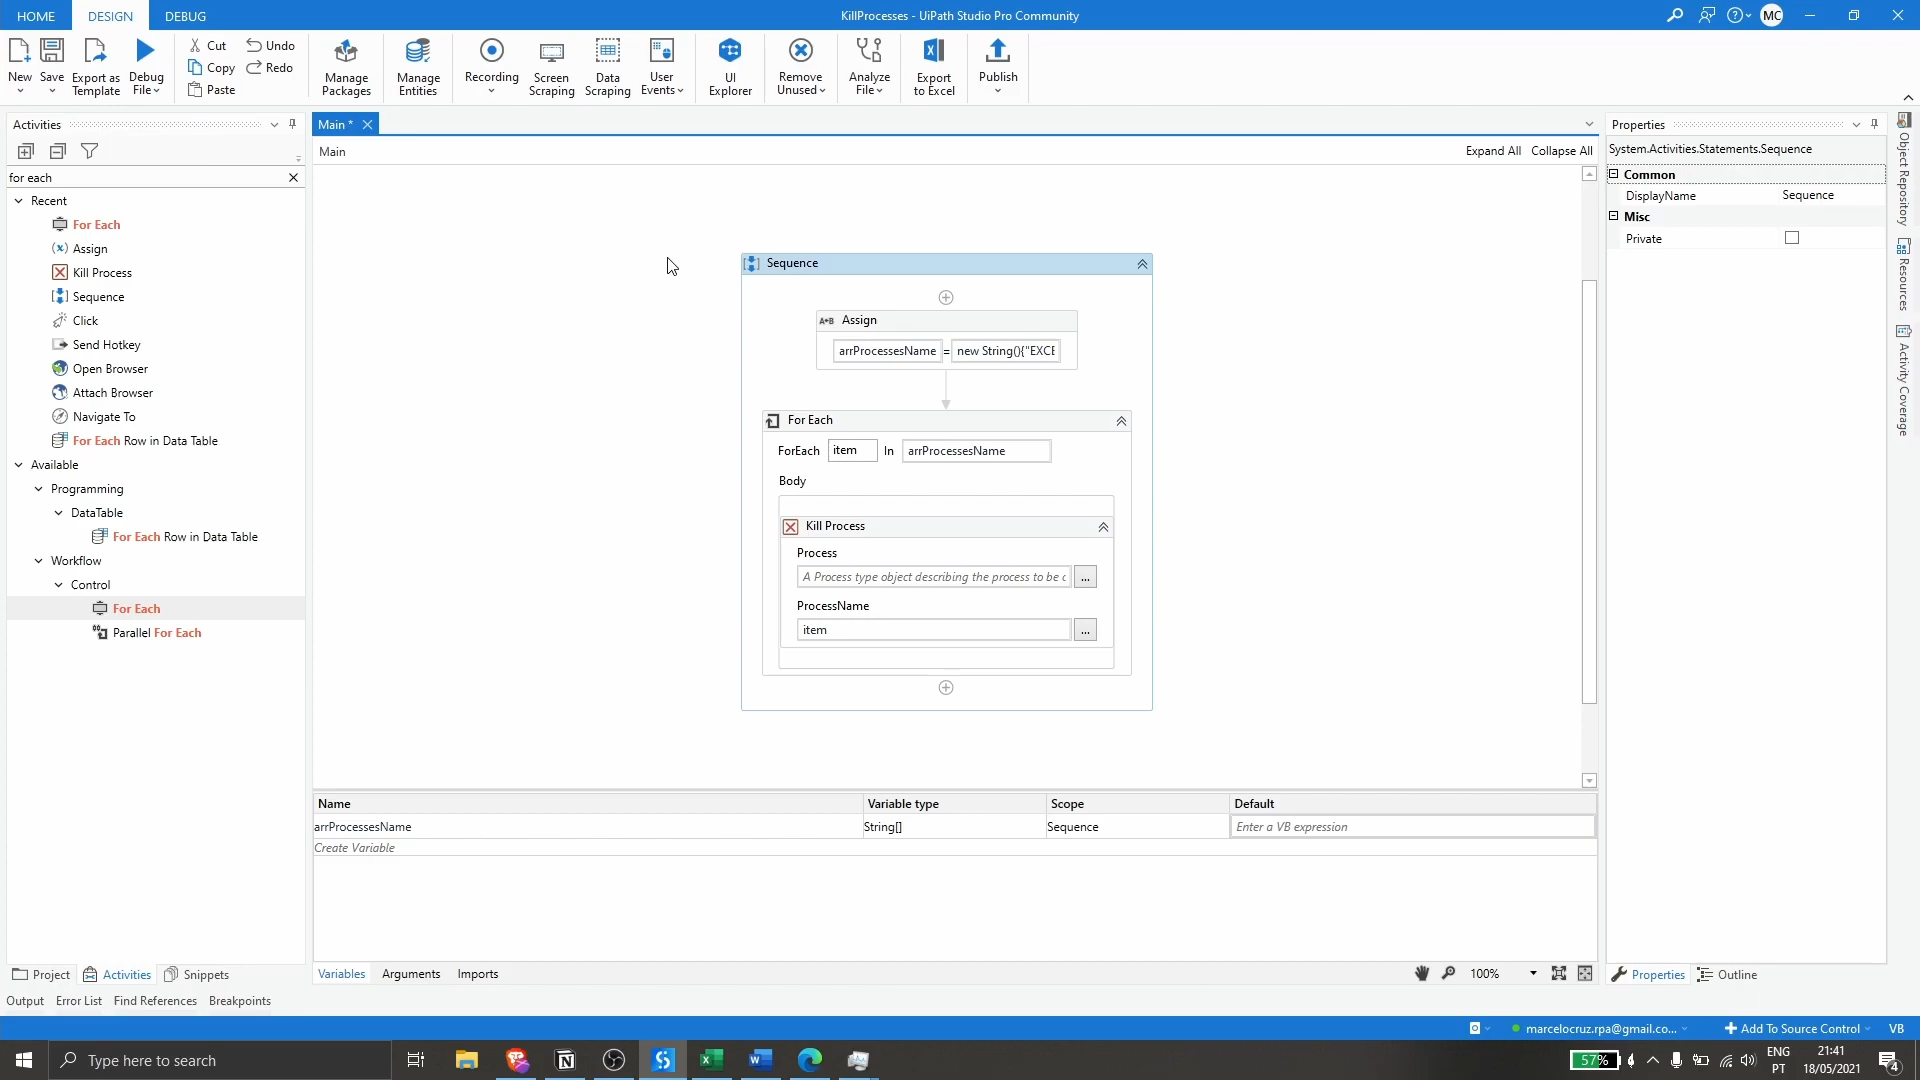 HOME DESIGN DEBUG
KillProcesses - UiPath Studio Pro Community
MC
New
Save
Export as
Template
Debug
File
Cut
Copy
Paste
Undo
Redo
Manage
Packages
Manage
Entities
Recording
Screen
Scraping
Data
Scraping
User
Events
UI
Explorer
Remove
Unused
Analyze
File
Export
to Excel
Publish
Activities
for each
Recent
For Each
Assign
Kill Process
Sequence
Click
Send Hotkey
Open Browser
Attach Browser
Navigate To
For Each Row in Data Table
Available
Programming
DataTable
For Each Row in Data Table
Workflow
Control
For Each
Parallel For Each
Project Activities Snippets
Main *
Main
Expand All Collapse All
Sequence
A*B Assign
arrProcessesName = new String(){"EXCE
For Each
ForEach item In arrProcessesName
Body
Kill Process
Process
A Process type object describing the process to be c ...
ProcessName
item ...
Name Variable type Scope Default
arrProcessesName String[] Sequence Enter a VB expression
Create Variable
Variables Arguments Imports
100%
Properties
System.Activities.Statements.Sequence
Common
DisplayName Sequence
Misc
Private
Properties Outline
Object Repository
Resources
Activity Coverage
Output Error List Find References Breakpoints
marcelocruz.rpa@gmail.co... Add To Source Control VB
Type here to search
57%
ENG
PT
21:41
18/05/2021
4